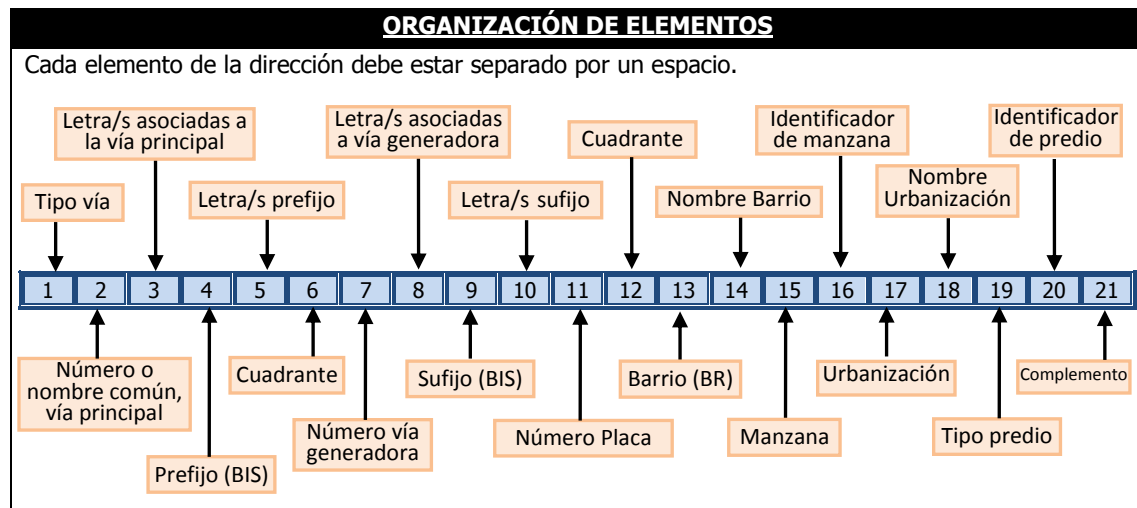 ORGANIZACIÓN DE ELEMENTOS
Cada elemento de la dirección debe estar separado por un espacio.
Letra/s asociadas a
la vía principal
Letra/s asociadas
a vía generadora
Cuadrante
Identificador
de manzana
Identificador
de predio
Tipo vía
Letra/s prefijo
Letra/s sufijo
Nombre Barrio
Nombre
Urbanización
1 2 3 4 5 6 7 8 9 10 11 12 13 14 15 16 17 18 19 20 21
Número o
nombre común,
vía principal
Cuadrante
Sufijo (BIS)
Barrio (BR)
Urbanización
Complemento
Prefijo (BIS)
Número vía
generadora
Número Placa
Manzana
Tipo predio